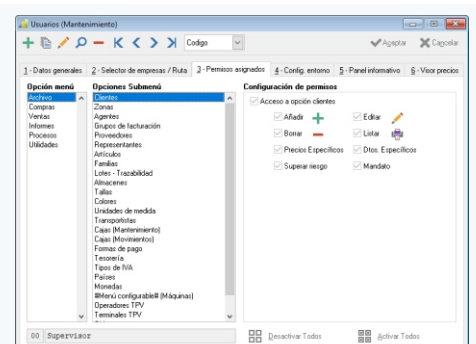 Usuarios (Mantenimiento)
Codigo
Aceptar
Cancelar
1 - Datos generales
2 - Selector de empresas / Ruta
3 - Permisos asignados
4 - Config. entorno
5 - Panel informativo
6 - Visor precios
Opción menú
Archivo
Compras
Ventas
Informes
Procesos
Utilidades
Opciones Submenú
Clientes
Zonas
Agentes
Grupos de facturación
Proveedores
Representantes
Artículos
Familias
Lotes - Trazabilidad
Almacenes
Tallas
Colores
Unidades de medida
Transportistas
Cajas (Mantenimiento)
Cajas (Movimientos)
Formas de pago
Tesorería
Tipos de IVA
Países
Monedas
#Menú configurable# (Máquinas)
Operadores TPV
Terminales TPV
Configuración de permisos
Acceso a opción clientes
Añadir
Editar
Borrar
Listar
Precios Específicos
Dtos. Específicos
Superar riesgo
Mandato
00 Supervisor
Desactivar Todos
Activar Todos